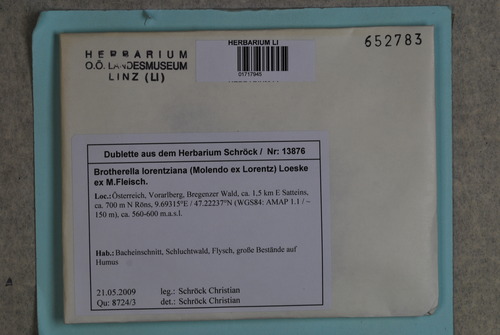 HERBARIUM
O.Ö. LANDESMUSEUM
LINZ (LI)
HERBARIUM LI
01717945
652783
Dublette aus dem Herbarium Schröck / Nr: 13876
Brotherella lorentziana (Molendo ex Lorentz) Loeske
ex M.Fleisch.
Loc.:Österreich, Vorarlberg, Bregenzer Wald, ca. 1,5 km E Satteins,
ca. 700 m N Röns, 9.69315°E / 47.22237°N (WGS84: AMAP 1.1 / ~
150 m), ca. 560-600 m.a.s.l.
Hab.:Bacheinschnitt, Schluchtwald, Flysch, große Bestände auf
Humus
21.05.2009 leg.: Schröck Christian
Qu: 8724/3 det.: Schröck Christian